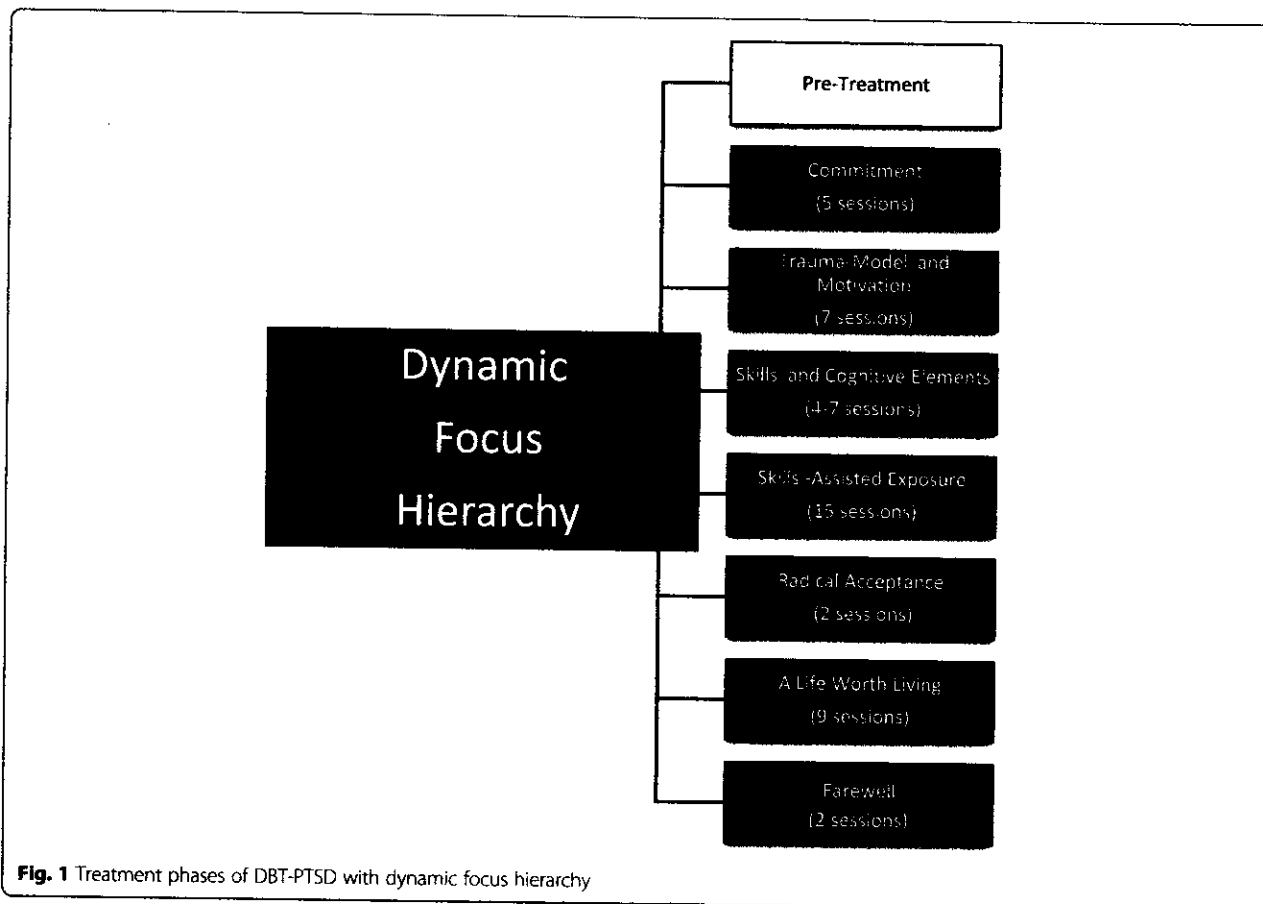 Pre-Treatment
Commitment
(5 sessions)
Trauma-Model and
Motivation
(7 sessions)
Dynamic
Focus
Hierarchy
Skills and Cognitive Elements
(4-7 sessions)
Skills-Assisted Exposure
(15 sessions)
Radical Acceptance
(2 sessions)
A Life Worth Living
(9 sessions)
Farewell
(2 sessions)
Fig. 1 Treatment phases of DBT-PTSD with dynamic focus hierarchy